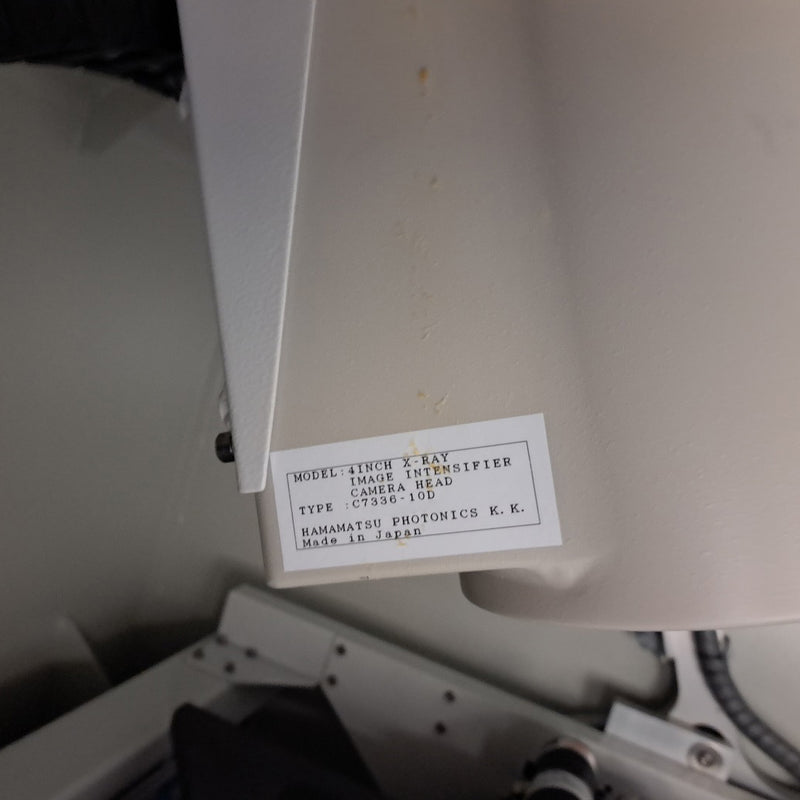 MODEL:4INCH X-RAY
IMAGE INTENSIFIER
CAMERA HEAD
TYPE :C7336-10D
HAMAMATSU PHOTONICS K.K.
Made in Japan